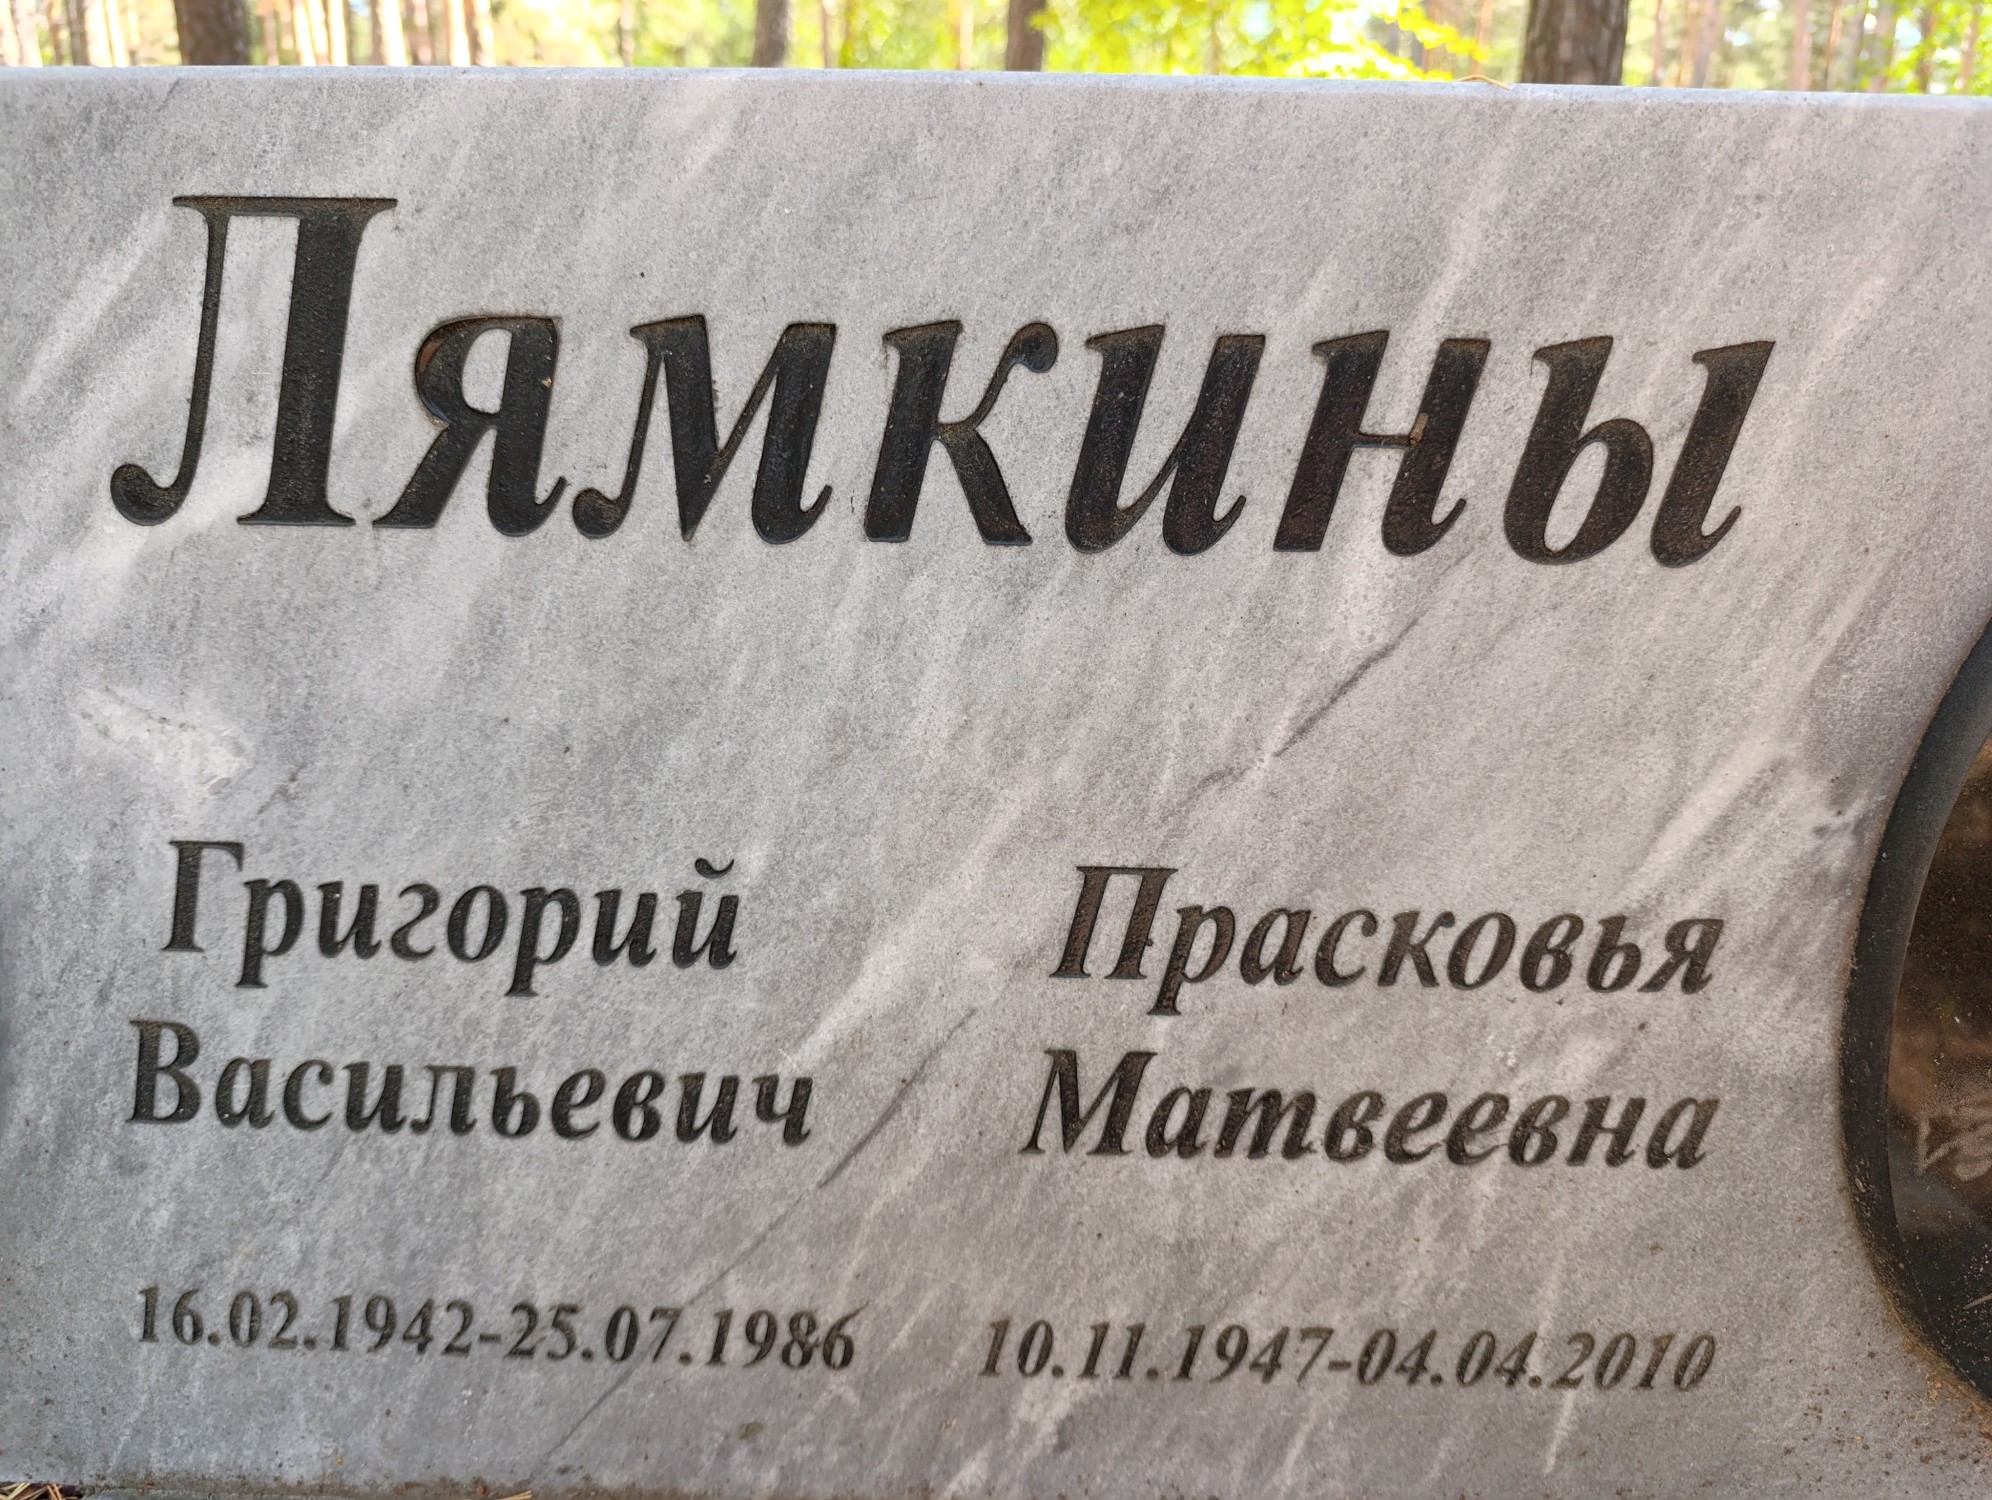 Лямкины
Григорий
Васильевич
16.02.1942-25.07.1986
Прасковья
Матвеевна
10.11.1947-04.04.2010